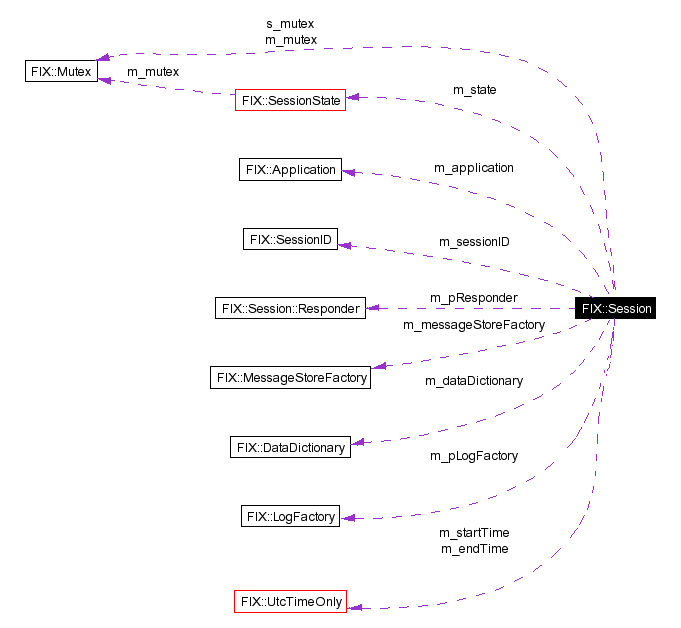 s_mutex
m_mutex
FIX::Mutex
m_mutex
FIX::SessionState
m_state
FIX::Application
m_application
FIX::SessionID
m_sessionID
FIX::Session::Responder
m_pResponder
FIX::Session
m_messageStoreFactory
FIX::MessageStoreFactory
m_dataDictionary
FIX::DataDictionary
m_pLogFactory
FIX::LogFactory
m_startTime
m_endTime
FIX::UtcTimeOnly